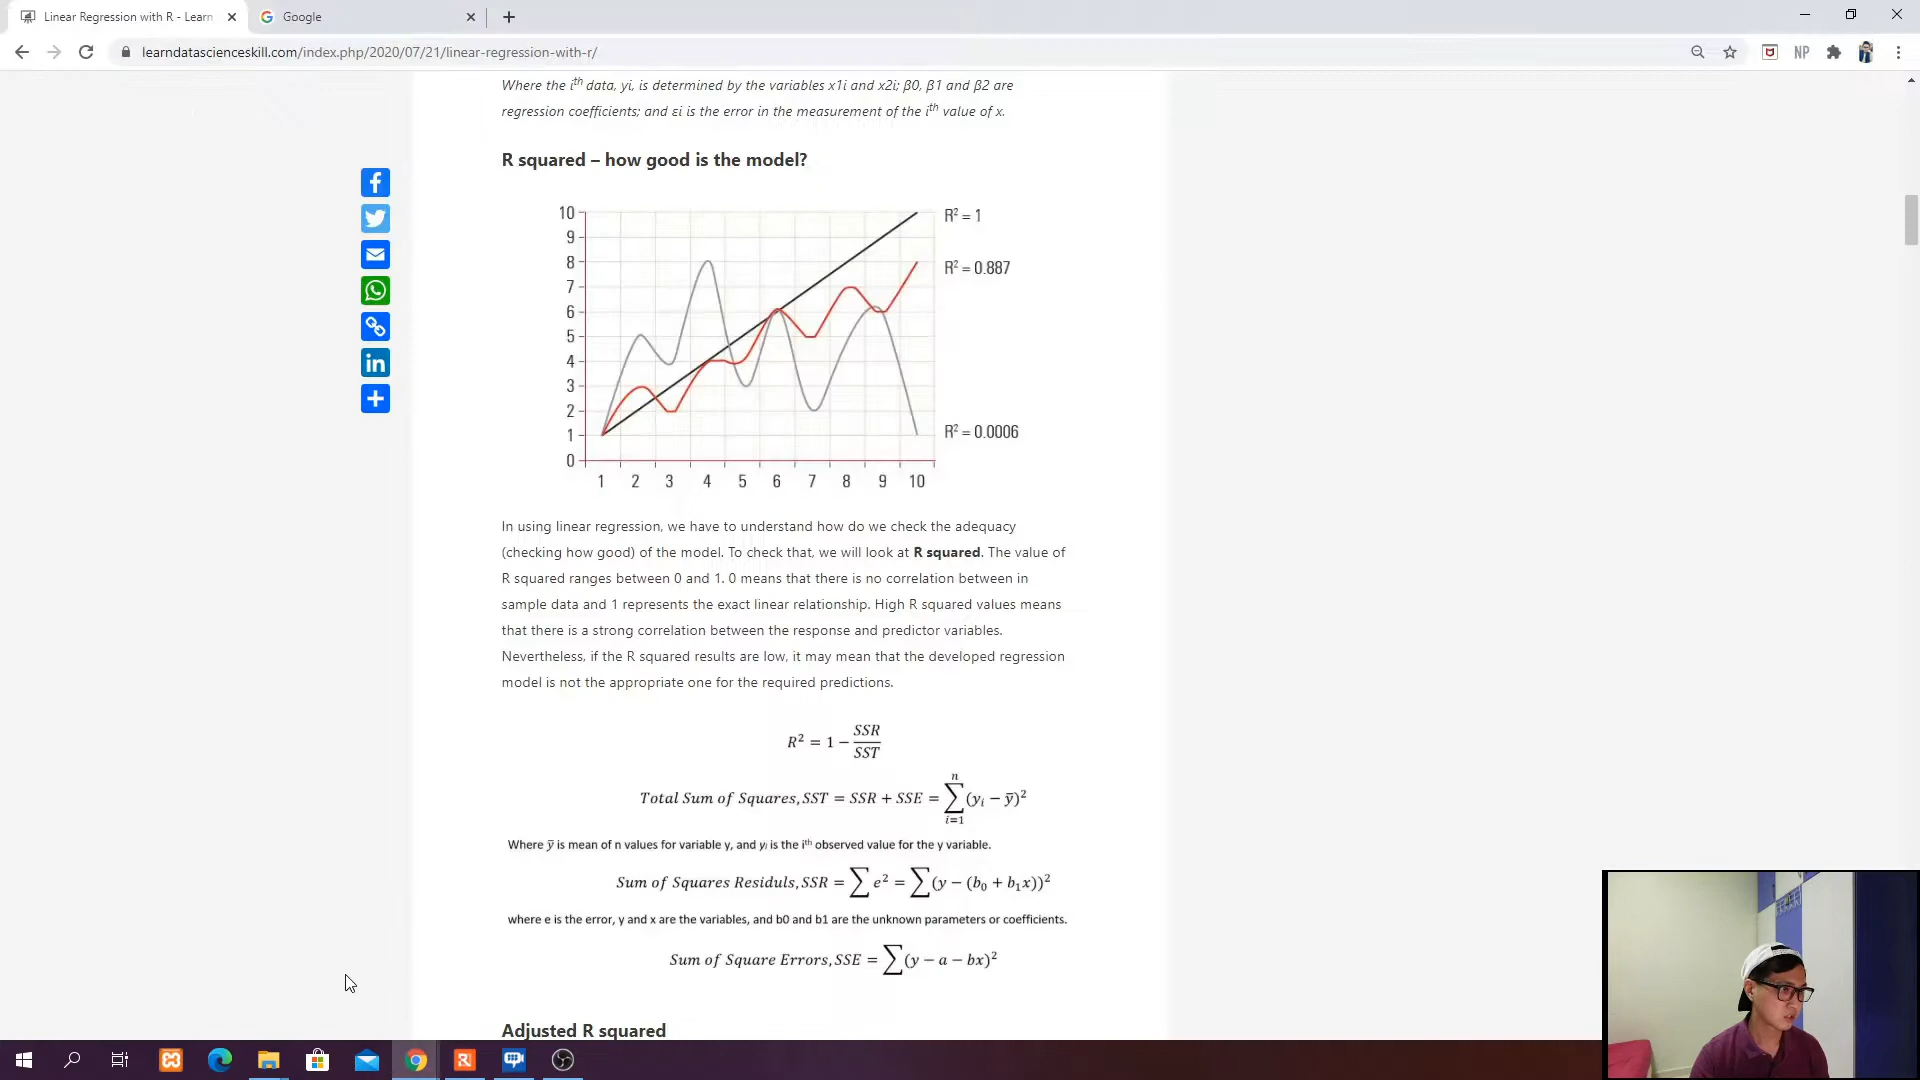 Linear Regression with R - Learn
Google
learndatascienceskill.com/index.php/2020/07/21/linear-regression-with-r/
NP
Where the iᵗʰ data, yi, is determined by the variables x1i and x2i; β0, β1 and β2 are
regression coefficients; and εi is the error in the measurement of the iᵗʰ value of x.
R squared – how good is the model?
10
9
8
7
6
5
4
3
2
1
0
1 2 3 4 5 6 7 8 9 10
R² = 1
R² = 0.887
R² = 0.0006
In using linear regression, we have to understand how do we check the adequacy
(checking how good) of the model. To check that, we will look at R squared. The value of
R squared ranges between 0 and 1. 0 means that there is no correlation between in
sample data and 1 represents the exact linear relationship. High R squared values means
that there is a strong correlation between the response and predictor variables.
Nevertheless, if the R squared results are low, it may mean that the developed regression
model is not the appropriate one for the required predictions.
R² = 1 − SSR/SST
Total Sum of Squares, SST = SSR + SSE = ∑ᵢ₌₁ⁿ (yᵢ − ȳ)²
Where ȳ is mean of n values for variable y, and yᵢ is the iᵗʰ observed value for the y variable.
Sum of Squares Residuls, SSR = ∑ e² = ∑(y − (b₀ + b₁x))²
where e is the error, y and x are the variables, and b0 and b1 are the unknown parameters or coefficients.
Sum of Square Errors, SSE = ∑(y − a − bx)²
Adjusted R squared